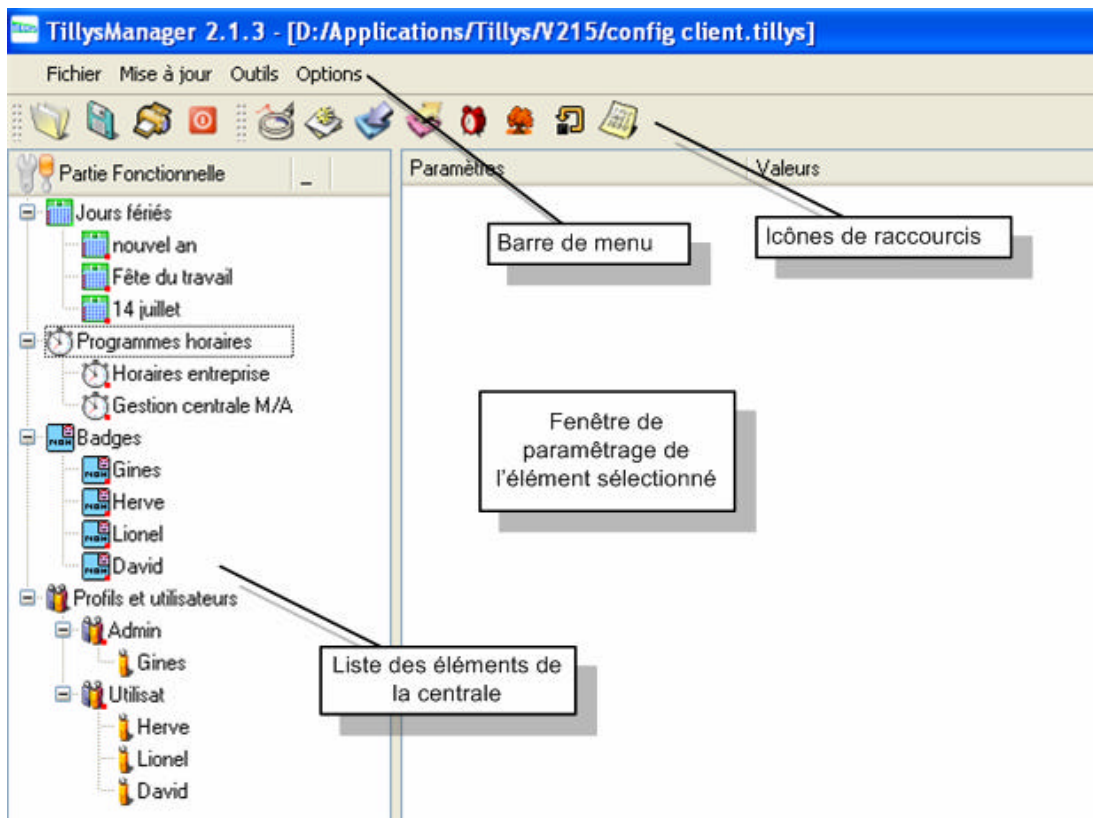 TillysManager 2.1.3 - [D:/Applications/Tillys/V215/config client.tillys]
Fichier Mise à jour Outils Options
Partie Fonctionnelle _
Paramètres Valeurs
Jours fériés
nouvel an
Fête du travail
14 juillet
Programmes horaires
Horaires entreprise
Gestion centrale M/A
Badges
Gines
Herve
Lionel
David
Profils et utilisateurs
Admin
Gines
Utilisat
Herve
Lionel
David
Barre de menu
Icônes de raccourcis
Fenêtre de
paramêtrage de
l'élément sélectionné
Liste des éléments de
la centrale